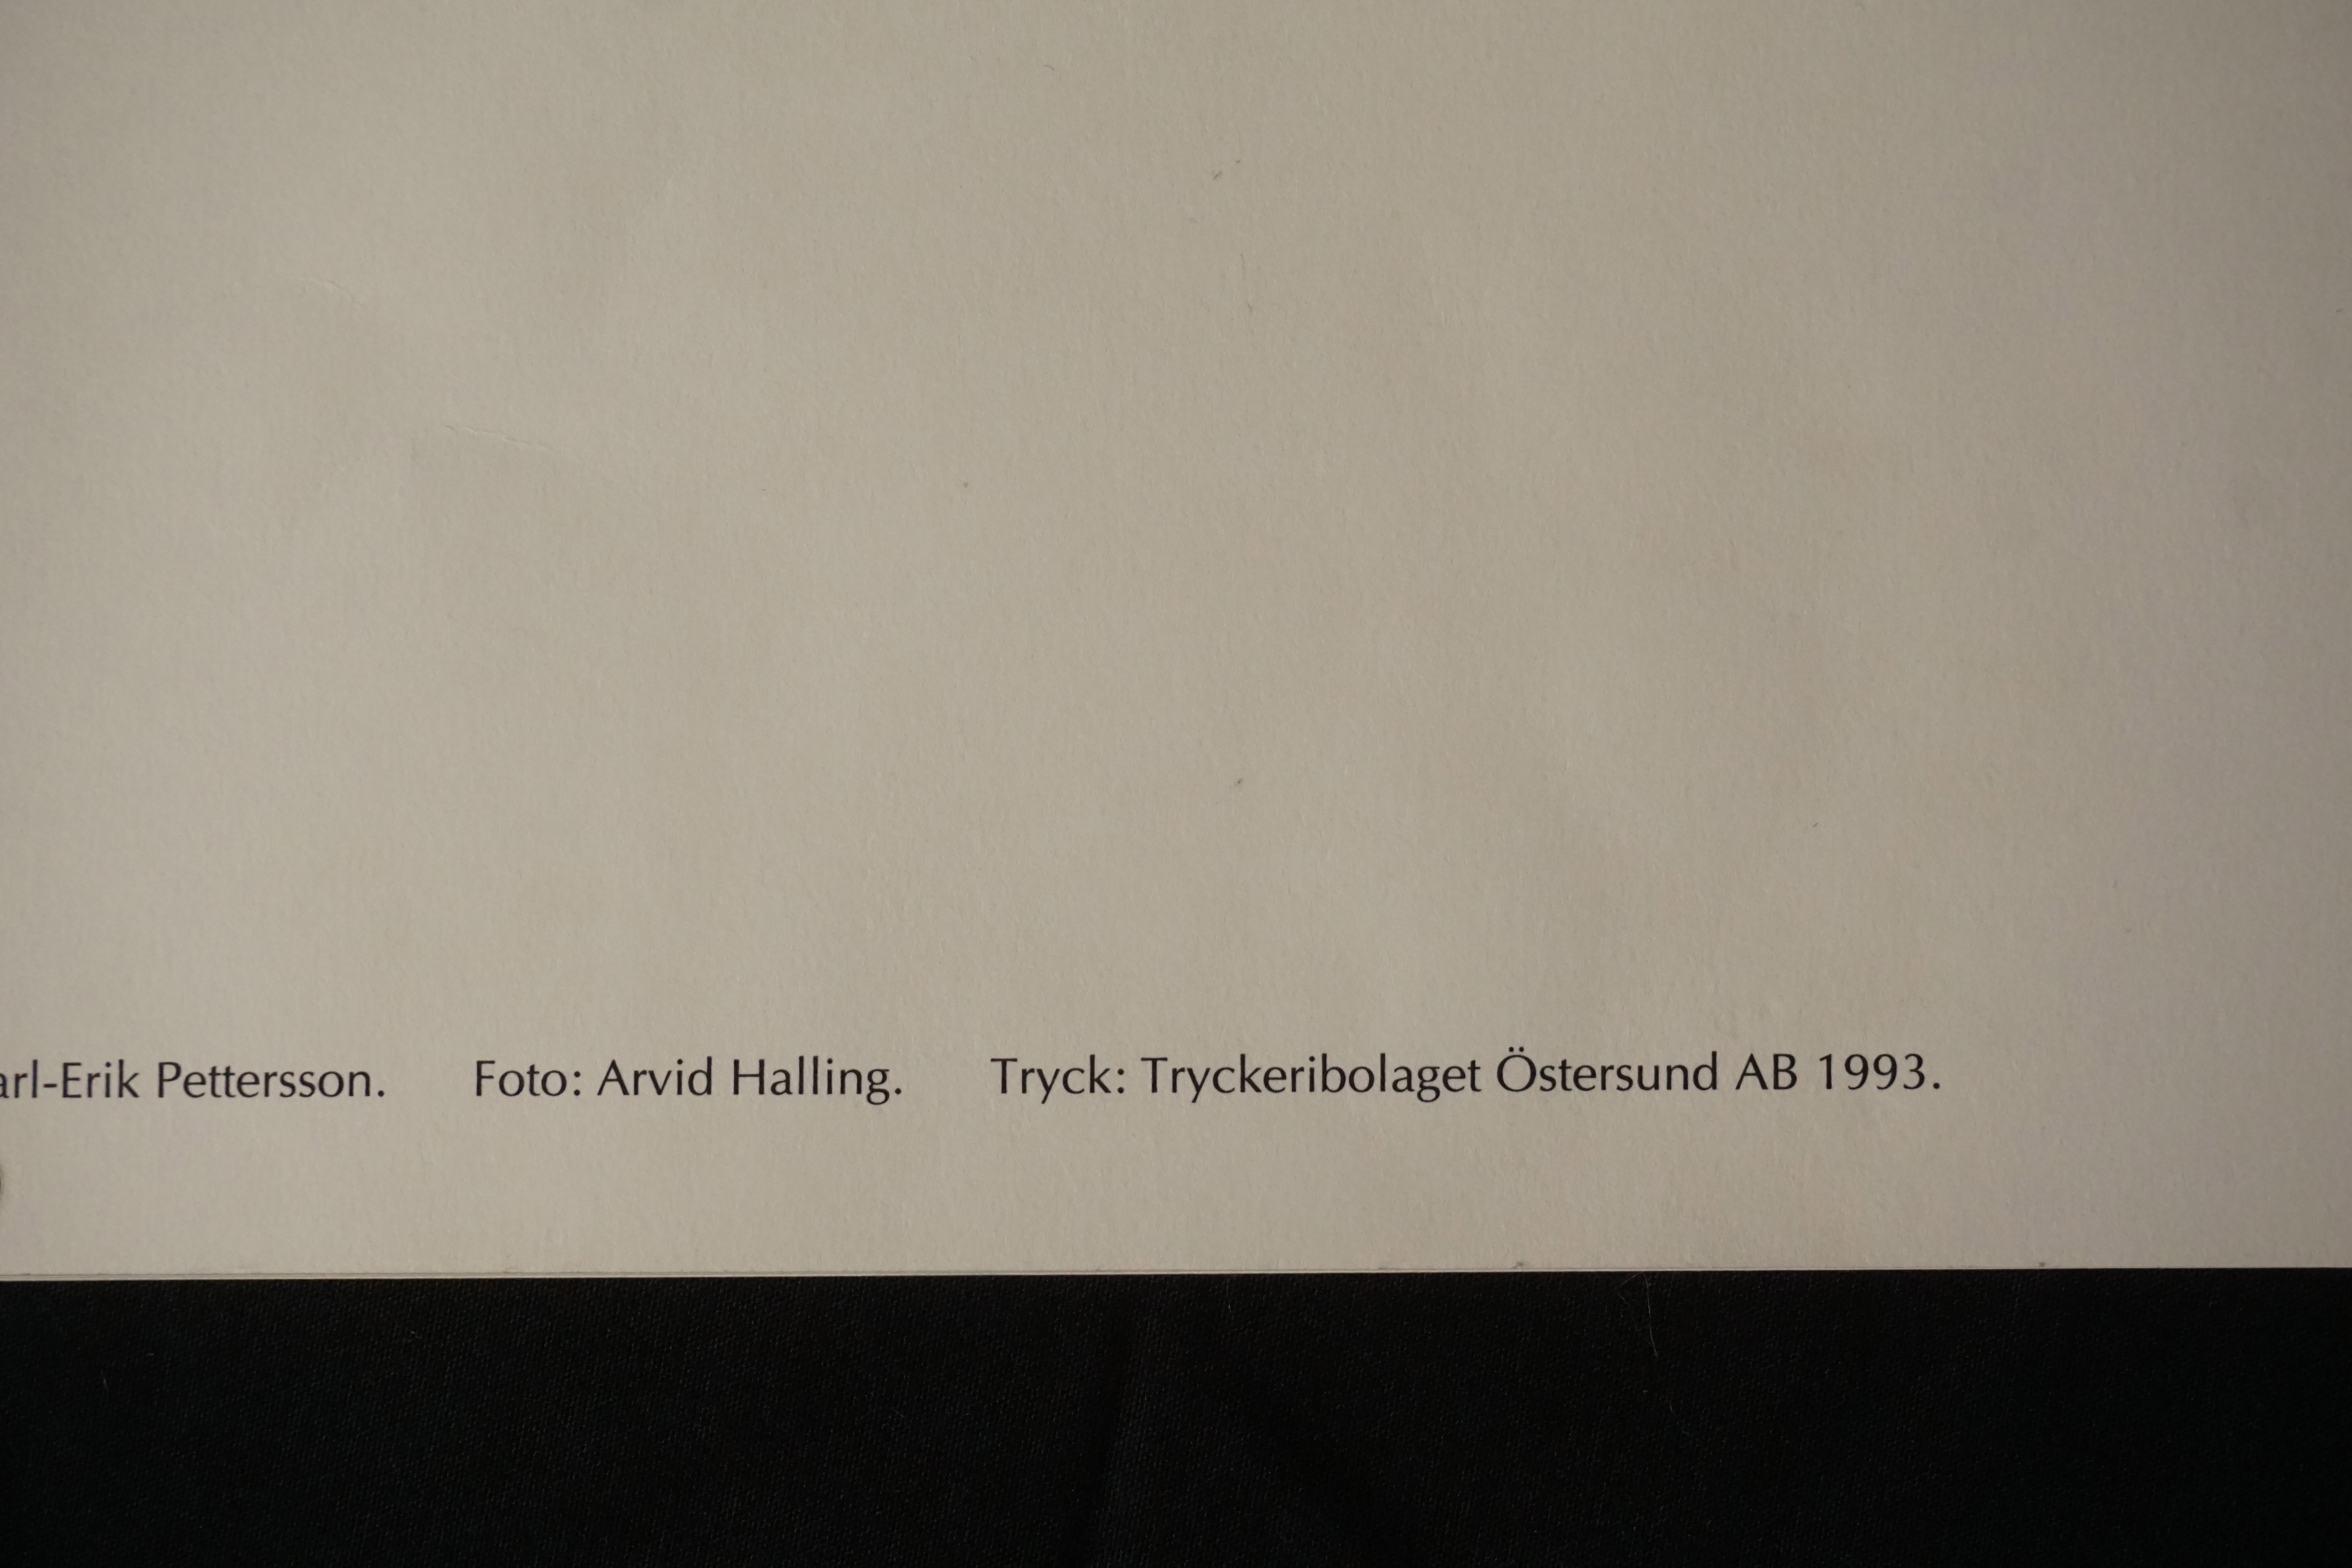 arl-Erik Pettersson. Foto: Arvid Halling. Tryck: Tryckeribolaget Östersund AB 1993.